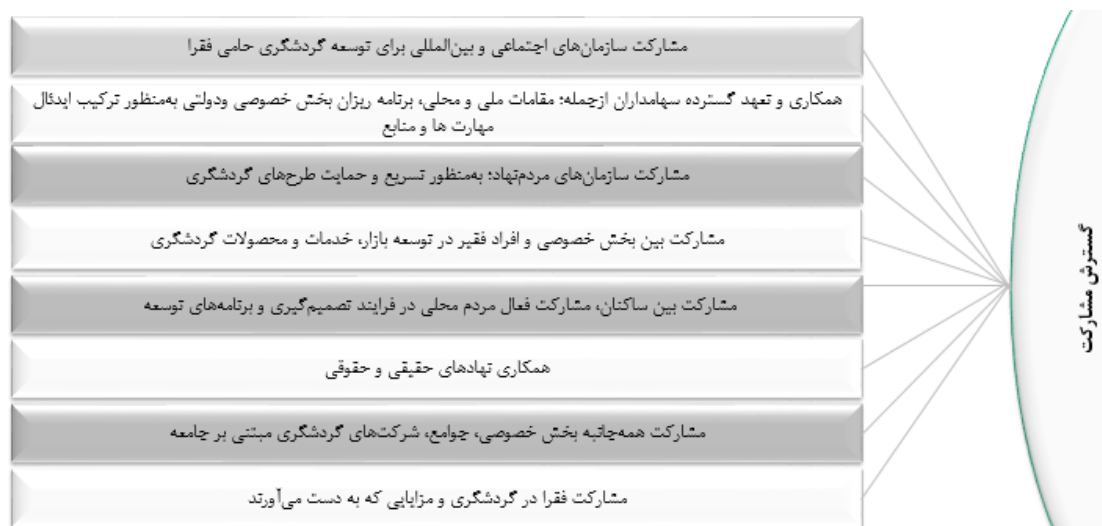 مشارکت سازمان‌های اجتماعی و بین‌المللی برای توسعه گردشگری حامی فقرا
همکاری و تعهد گسترده سهامداران ازجمله؛ مقامات ملی و محلی، برنامه ریزان بخش خصوصی ودولتی به‌منظور ترکیب ایدئال
مهارت ها و منابع
مشارکت سازمان‌های مردم‌نهاد؛ به‌منظور تسریع و حمایت طرح‌های گردشگری
مشارکت بین بخش خصوصی و افراد فقیر در توسعه بازار، خدمات و محصولات گردشگری
مشارکت بین ساکنان، مشارکت فعال مردم محلی در فرایند تصمیم‌گیری و برنامه‌های توسعه
همکاری نهادهای حقیقی و حقوقی
مشارکت همه‌جانبه بخش خصوصی، جوامع، شرکت‌های گردشگری مبتنی بر جامعه
مشارکت فقرا در گردشگری و مزایایی که به دست می‌آورند
گسترش مشارکت